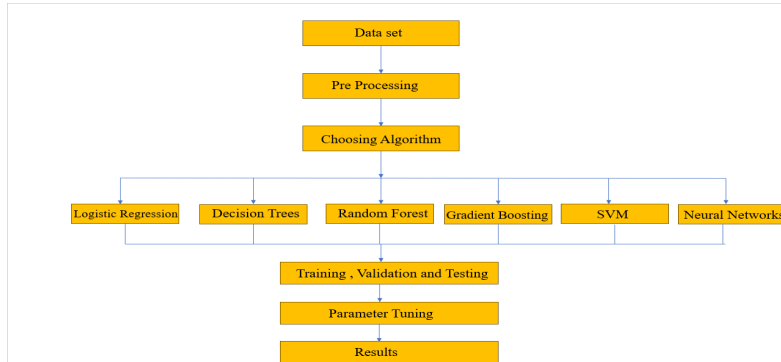 Data set
Pre Processing
Choosing Algorithm
Logistic Regression
Decision Trees
Random Forest
Gradient Boosting
SVM
Neural Networks
Training , Validation and Testing
Parameter Tuning
Results